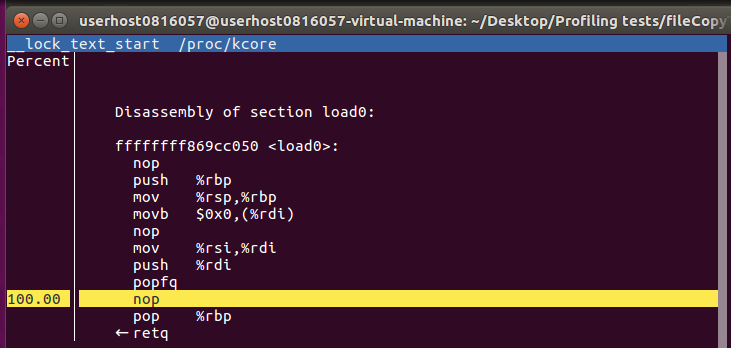 userhost0816057@userhost0816057-virtual-machine: ~/Desktop/Profiling tests/fileCopy
__lock_text_start  /proc/kcore
Percent
Disassembly of section load0:
ffffffff869cc050 <load0>:
nop
push   %rbp
mov    %rsp,%rbp
movb   $0x0,(%rdi)
nop
mov    %rsi,%rdi
push   %rdi
popfq
100.00 nop
pop    %rbp
←retq